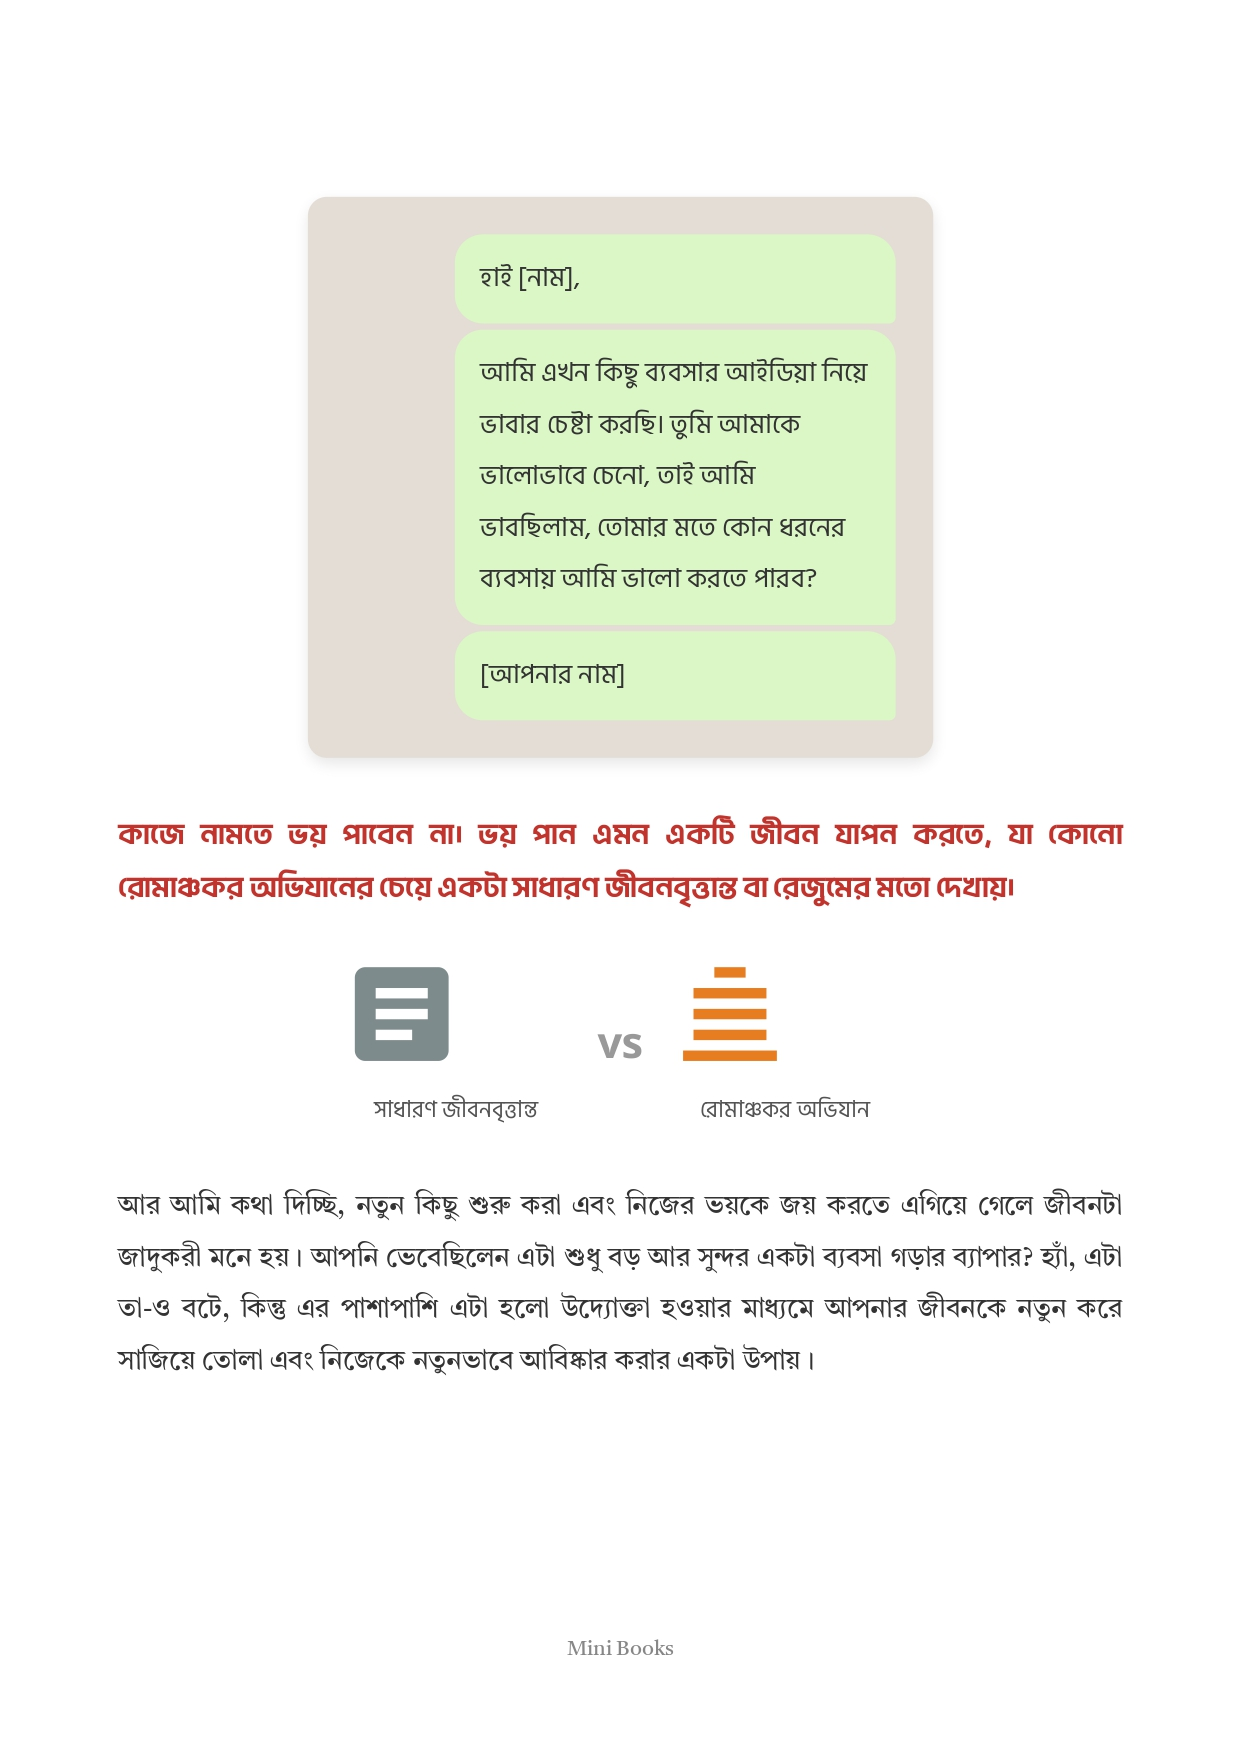 হাই [নাম],
আমি এখন কিছু ব্যবসার আইডিয়া নিয়ে
ভাবার চেষ্টা করছি। তুমি আমাকে
ভালোভাবে চেনো, তাই আমি
ভাবছিলাম, তোমার মতে কোন ধরনের
ব্যবসায় আমি ভালো করতে পারব?
[আপনার নাম]
কাজে নামতে ভয় পাবেন না। ভয় পান এমন একটি জীবন যাপন করতে, যা কোনো
রোমাঞ্চকর অভিযানের চেয়ে একটা সাধারণ জীবনবৃত্তান্ত বা রেজুমের মতো দেখায়।
vs
সাধারণ জীবনবৃত্তান্ত
রোমাঞ্চকর অভিযান
আর আমি কথা দিচ্ছি, নতুন কিছু শুরু করা এবং নিজের ভয়কে জয় করতে এগিয়ে গেলে জীবনটা
জাদুকরী মনে হয়। আপনি ভেবেছিলেন এটা শুধু বড় আর সুন্দর একটা ব্যবসা গড়ার ব্যাপার? হ্যাঁ, এটা
তা-ও বটে, কিন্তু এর পাশাপাশি এটা হলো উদ্যোক্তা হওয়ার মাধ্যমে আপনার জীবনকে নতুন করে
সাজিয়ে তোলা এবং নিজেকে নতুনভাবে আবিষ্কার করার একটা উপায়।
Mini Books